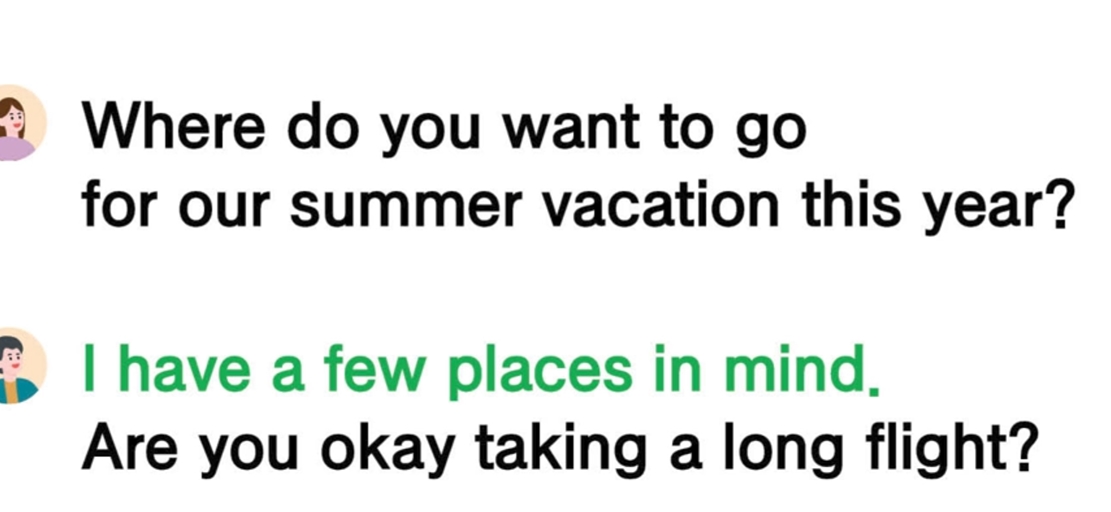 Where do you want to go
for our summer vacation this year?
I have a few places in mind.
Are you okay taking a long flight?